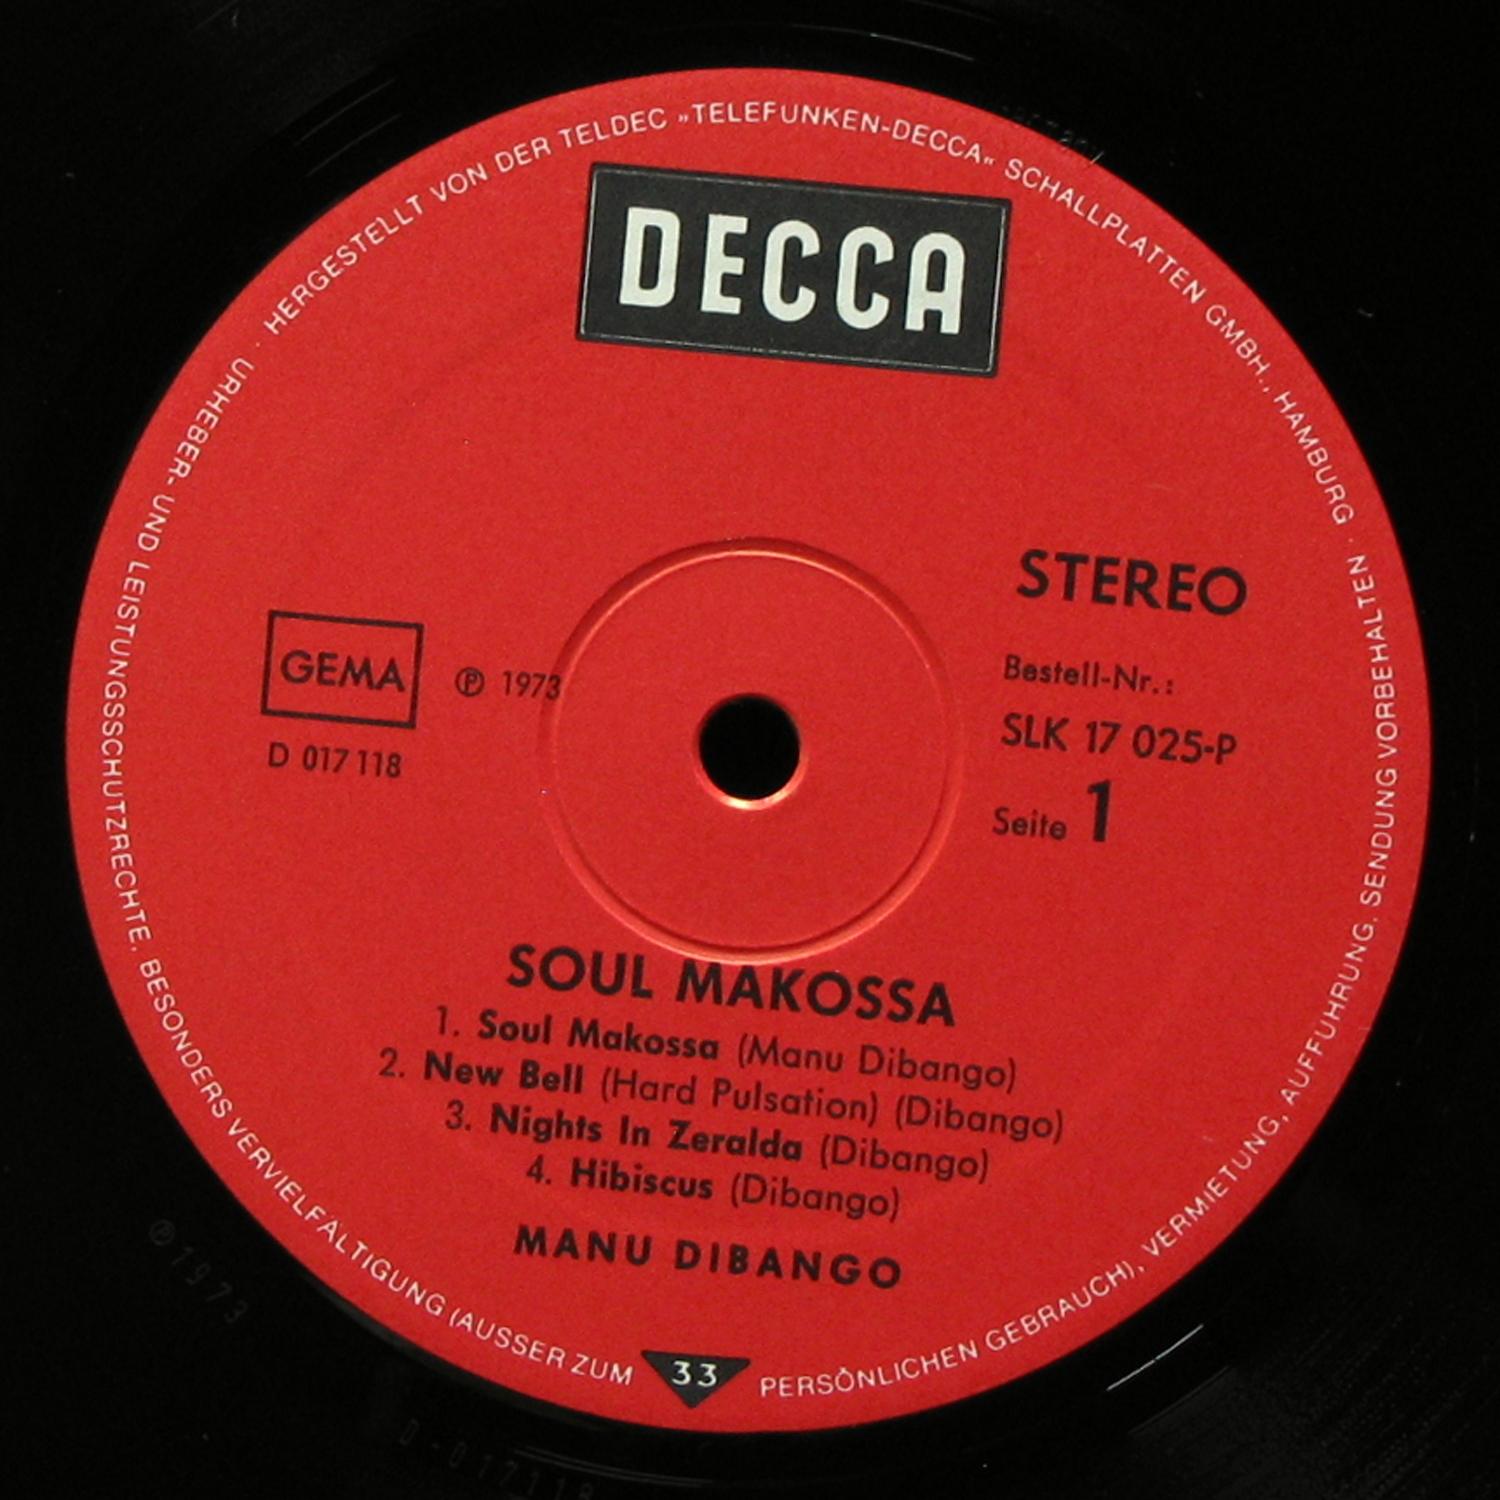 HERGESTELLT VON DER TELDEC »TELEFUNKEN-DECCA« SCHALLPLATTEN GMBH., HAMBURG · URHEBER- UND LEISTUNGSSCHUTZRECHTE, BESONDERS VERVIELFÄLTIGUNG (AUSSER ZUM PERSÖNLICHEN GEBRAUCH), VERMIETUNG, AUFFÜHRUNG, SENDUNG VORBEHALTEN ·
DECCA
STEREO
GEMA
℗ 1973
D 017 118
Bestell-Nr.:
SLK 17 025-P
Seite 1
SOUL MAKOSSA
1. Soul Makossa (Manu Dibango)
2. New Bell (Hard Pulsation) (Dibango)
3. Nights In Zeralda (Dibango)
4. Hibiscus (Dibango)
MANU DIBANGO
33
℗ 1973
D-017118